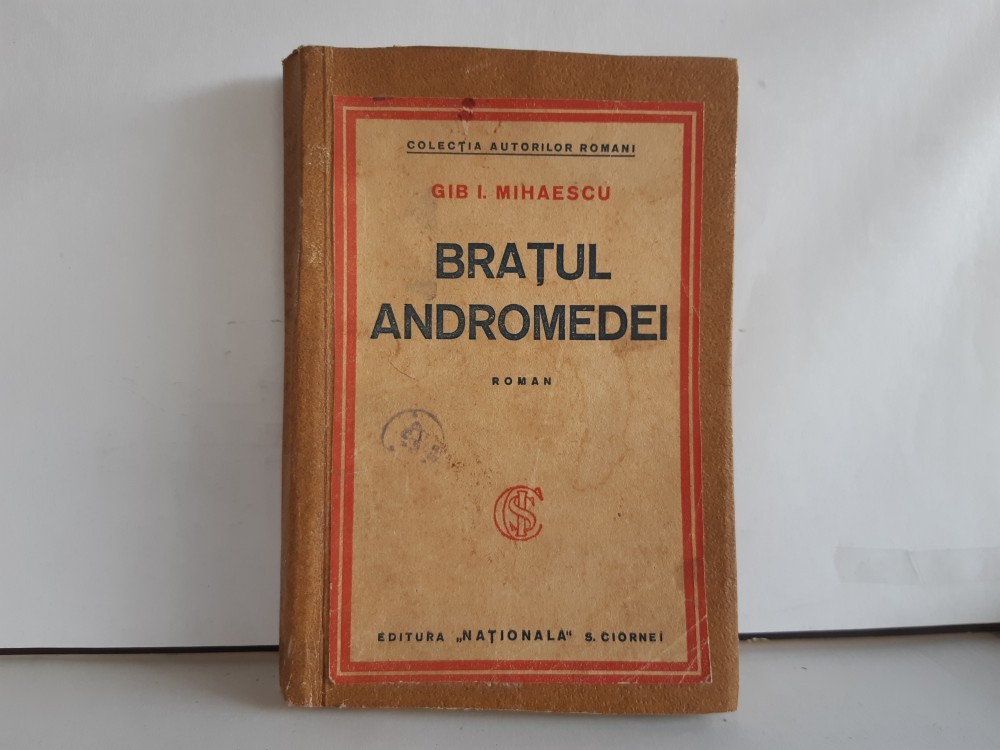 COLECȚIA AUTORILOR ROMANI
GIB I. MIHAESCU
BRAȚUL
ANDROMEDEI
ROMAN
EDITURA „NAȚIONALA" S. CIORNEI